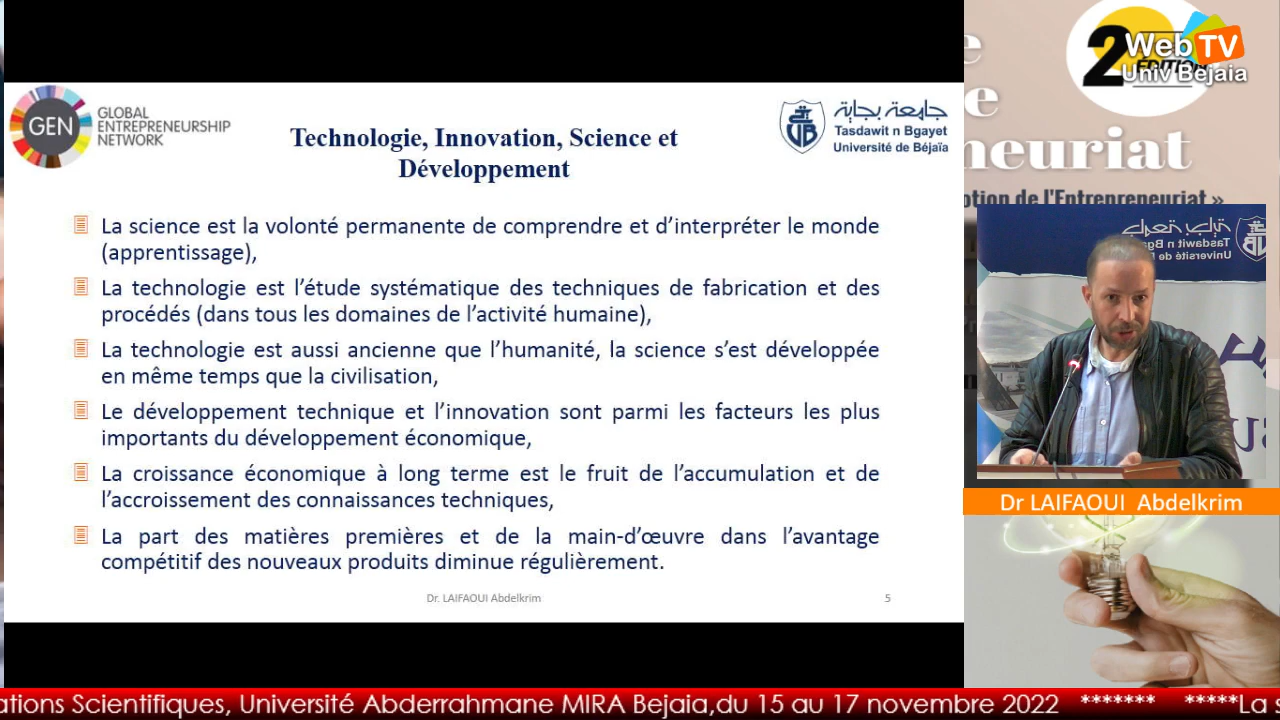 GEN
GLOBAL
ENTREPRENEURSHIP
NETWORK
Technologie, Innovation, Science et
Développement
جامعة بجاية
Tasdawit n Bgayet
Université de Béjaïa
La science est la volonté permanente de comprendre et d’interpréter le monde
(apprentissage),
La technologie est l’étude systématique des techniques de fabrication et des
procédés (dans tous les domaines de l’activité humaine),
La technologie est aussi ancienne que l’humanité, la science s’est développée
en même temps que la civilisation,
Le développement technique et l’innovation sont parmi les facteurs les plus
importants du développement économique,
La croissance économique à long terme est le fruit de l’accumulation et de
l’accroissement des connaissances techniques,
La part des matières premières et de la main-d’œuvre dans l’avantage
compétitif des nouveaux produits diminue régulièrement.
Dr. LAIFAOUI Abdelkrim
5
2
ÉDITION
Web TV
Univ Bejaia
e
e
neuriat
otion de l'Entrepreneuriat »
Tasdawit n Bga
Université de
Dr LAIFAOUI Abdelkrim
ations Scientifiques, Université Abderrahmane MIRA Bejaia,du 15 au 17 novembre 2022 ******* *****La s